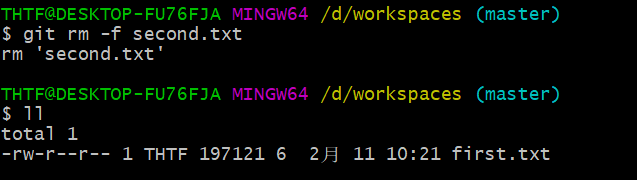 THTF@DESKTOP-FU76FJA MINGW64 /d/workspaces (master)
$ git rm -f second.txt
rm 'second.txt'
THTF@DESKTOP-FU76FJA MINGW64 /d/workspaces (master)
$ ll
total 1
-rw-r--r-- 1 THTF 197121 6  2月 11 10:21 first.txt